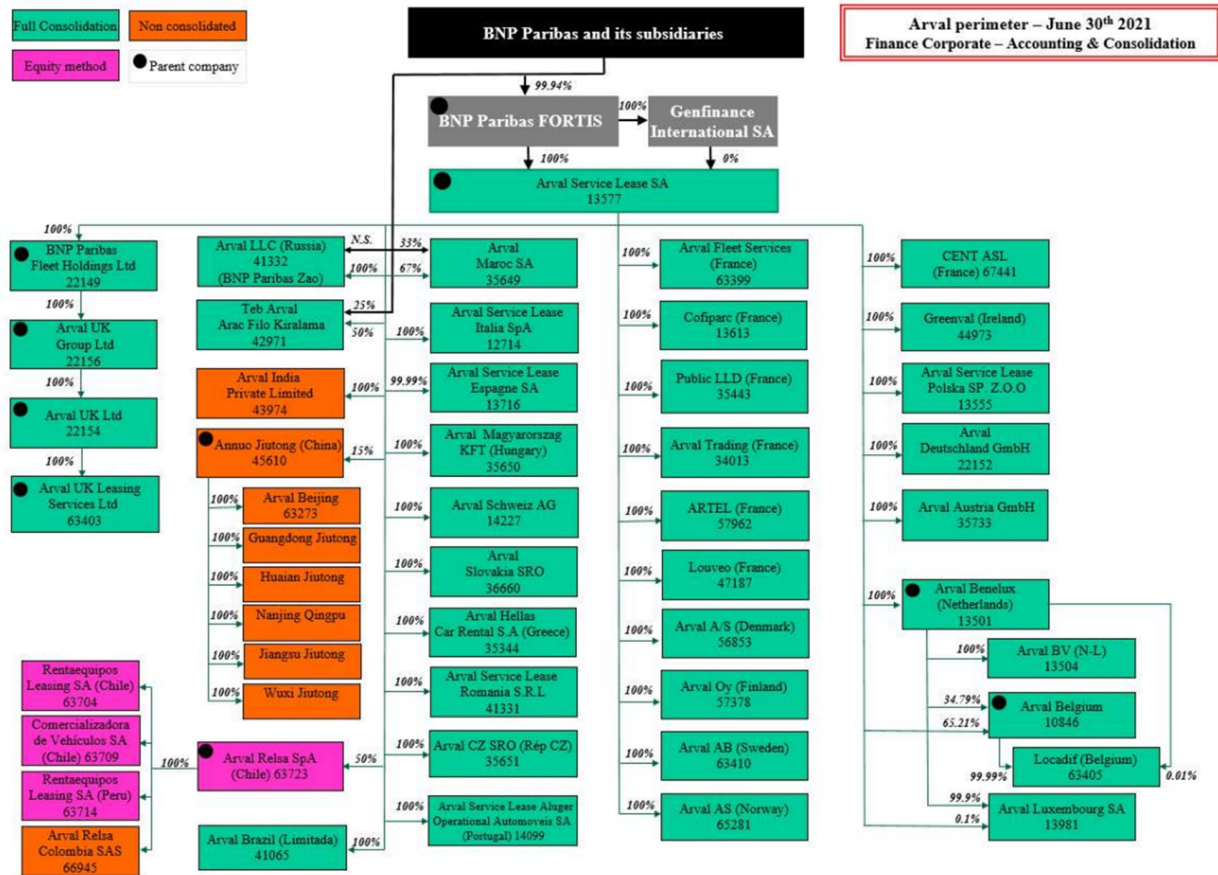 Full Consolidation
Non consolidated
Equity method
Parent company
BNP Paribas and its subsidiaries
Arval perimeter – June 30th 2021
Finance Corporate – Accounting & Consolidation
99.94%
BNP Paribas FORTIS
100%
Genfinance
International SA
100%
0%
Arval Service Lease SA
13577
100%
BNP Paribas
Fleet Holdings Ltd
22149
100%
Arval UK
Group Ltd
22156
100%
Arval UK Ltd
22154
100%
Arval UK Leasing
Services Ltd
63403
Arval LLC (Russia)
41332
(BNP Paribas Zao)
N.S.
100%
Teb Arval
Arac Filo Kiralama
42971
25%
50%
Arval India
Private Limited
43974
100%
Annuo Jiutong (China)
45610
15%
100%
Arval Beijing
63273
100%
Guangdong Jiutong
100%
Huaian Jiutong
100%
Nanjing Qingpu
100%
Jiangsu Jiutong
100%
Wuxi Jiutong
Rentaequipos
Leasing SA (Chile)
63704
Comercializadora
de Vehículos SA
(Chile) 63709
Rentaequipos
Leasing SA (Peru)
63714
Arval Relsa
Colombia SAS
66945
100%
Arval Relsa SpA
(Chile) 63723
50%
Arval Brazil (Limitada)
41065
100%
33%
67%
Arval
Maroc SA
35649
100%
Arval Service Lease
Italia SpA
12714
99.99%
Arval Service Lease
Espagne SA
13716
100%
Arval Magyarorszag
KFT (Hungary)
35650
100%
Arval Schweiz AG
14227
100%
Arval
Slovakia SRO
36660
100%
Arval Hellas
Car Rental S.A (Greece)
35344
100%
Arval Service Lease
Romania S.R.L
41331
100%
Arval CZ SRO (Rép CZ)
35651
100%
Arval Service Lease Aluger
Operational Automoveis SA
(Portugal) 14099
100%
Arval Fleet Services
(France)
63399
100%
Cofiparc (France)
13613
100%
Public LLD (France)
35443
100%
Arval Trading (France)
34013
100%
ARTEL (France)
57962
100%
Louveo (France)
47187
100%
Arval A/S (Denmark)
56853
100%
Arval Oy (Finland)
57378
100%
Arval AB (Sweden)
63410
100%
Arval AS (Norway)
65281
100%
CENT ASL
(France) 67441
100%
Greenval (Ireland)
44973
100%
Arval Service Lease
Polska SP. Z.O.O
13555
100%
Arval
Deutschland GmbH
22152
100%
Arval Austria GmbH
35733
100%
Arval Benelux
(Netherlands)
13501
100%
Arval BV (N-L)
13504
34.79%
65.21%
Arval Belgium
10846
99.99%
Locadif (Belgium)
63405
0.01%
99.9%
0.1%
Arval Luxembourg SA
13981